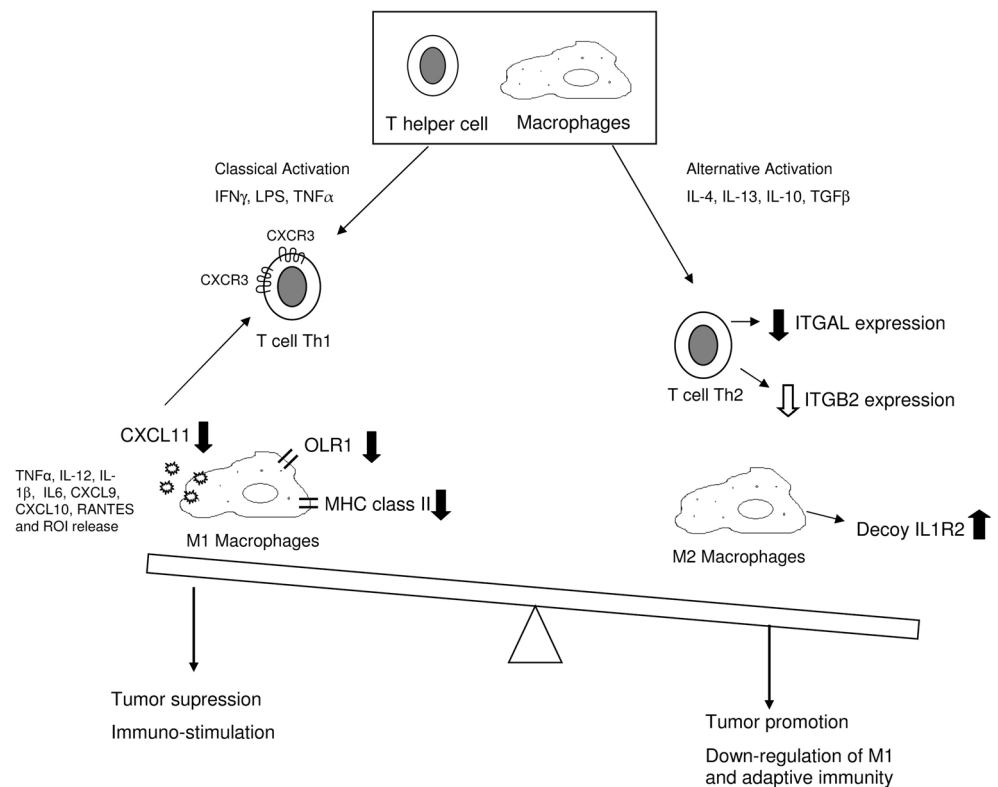 T helper cell
Macrophages
Classical Activation
IFNγ, LPS, TNFα
Alternative Activation
IL-4, IL-13, IL-10, TGFβ
CXCR3
CXCR3
T cell Th1
ITGAL expression
T cell Th2
ITGB2 expression
CXCL11
OLR1
TNFα, IL-12, IL-
1β, IL6, CXCL9,
CXCL10, RANTES
and ROI release
MHC class II
M1 Macrophages
Decoy IL1R2
M2 Macrophages
Tumor supression
Immuno-stimulation
Tumor promotion
Down-regulation of M1
and adaptive immunity